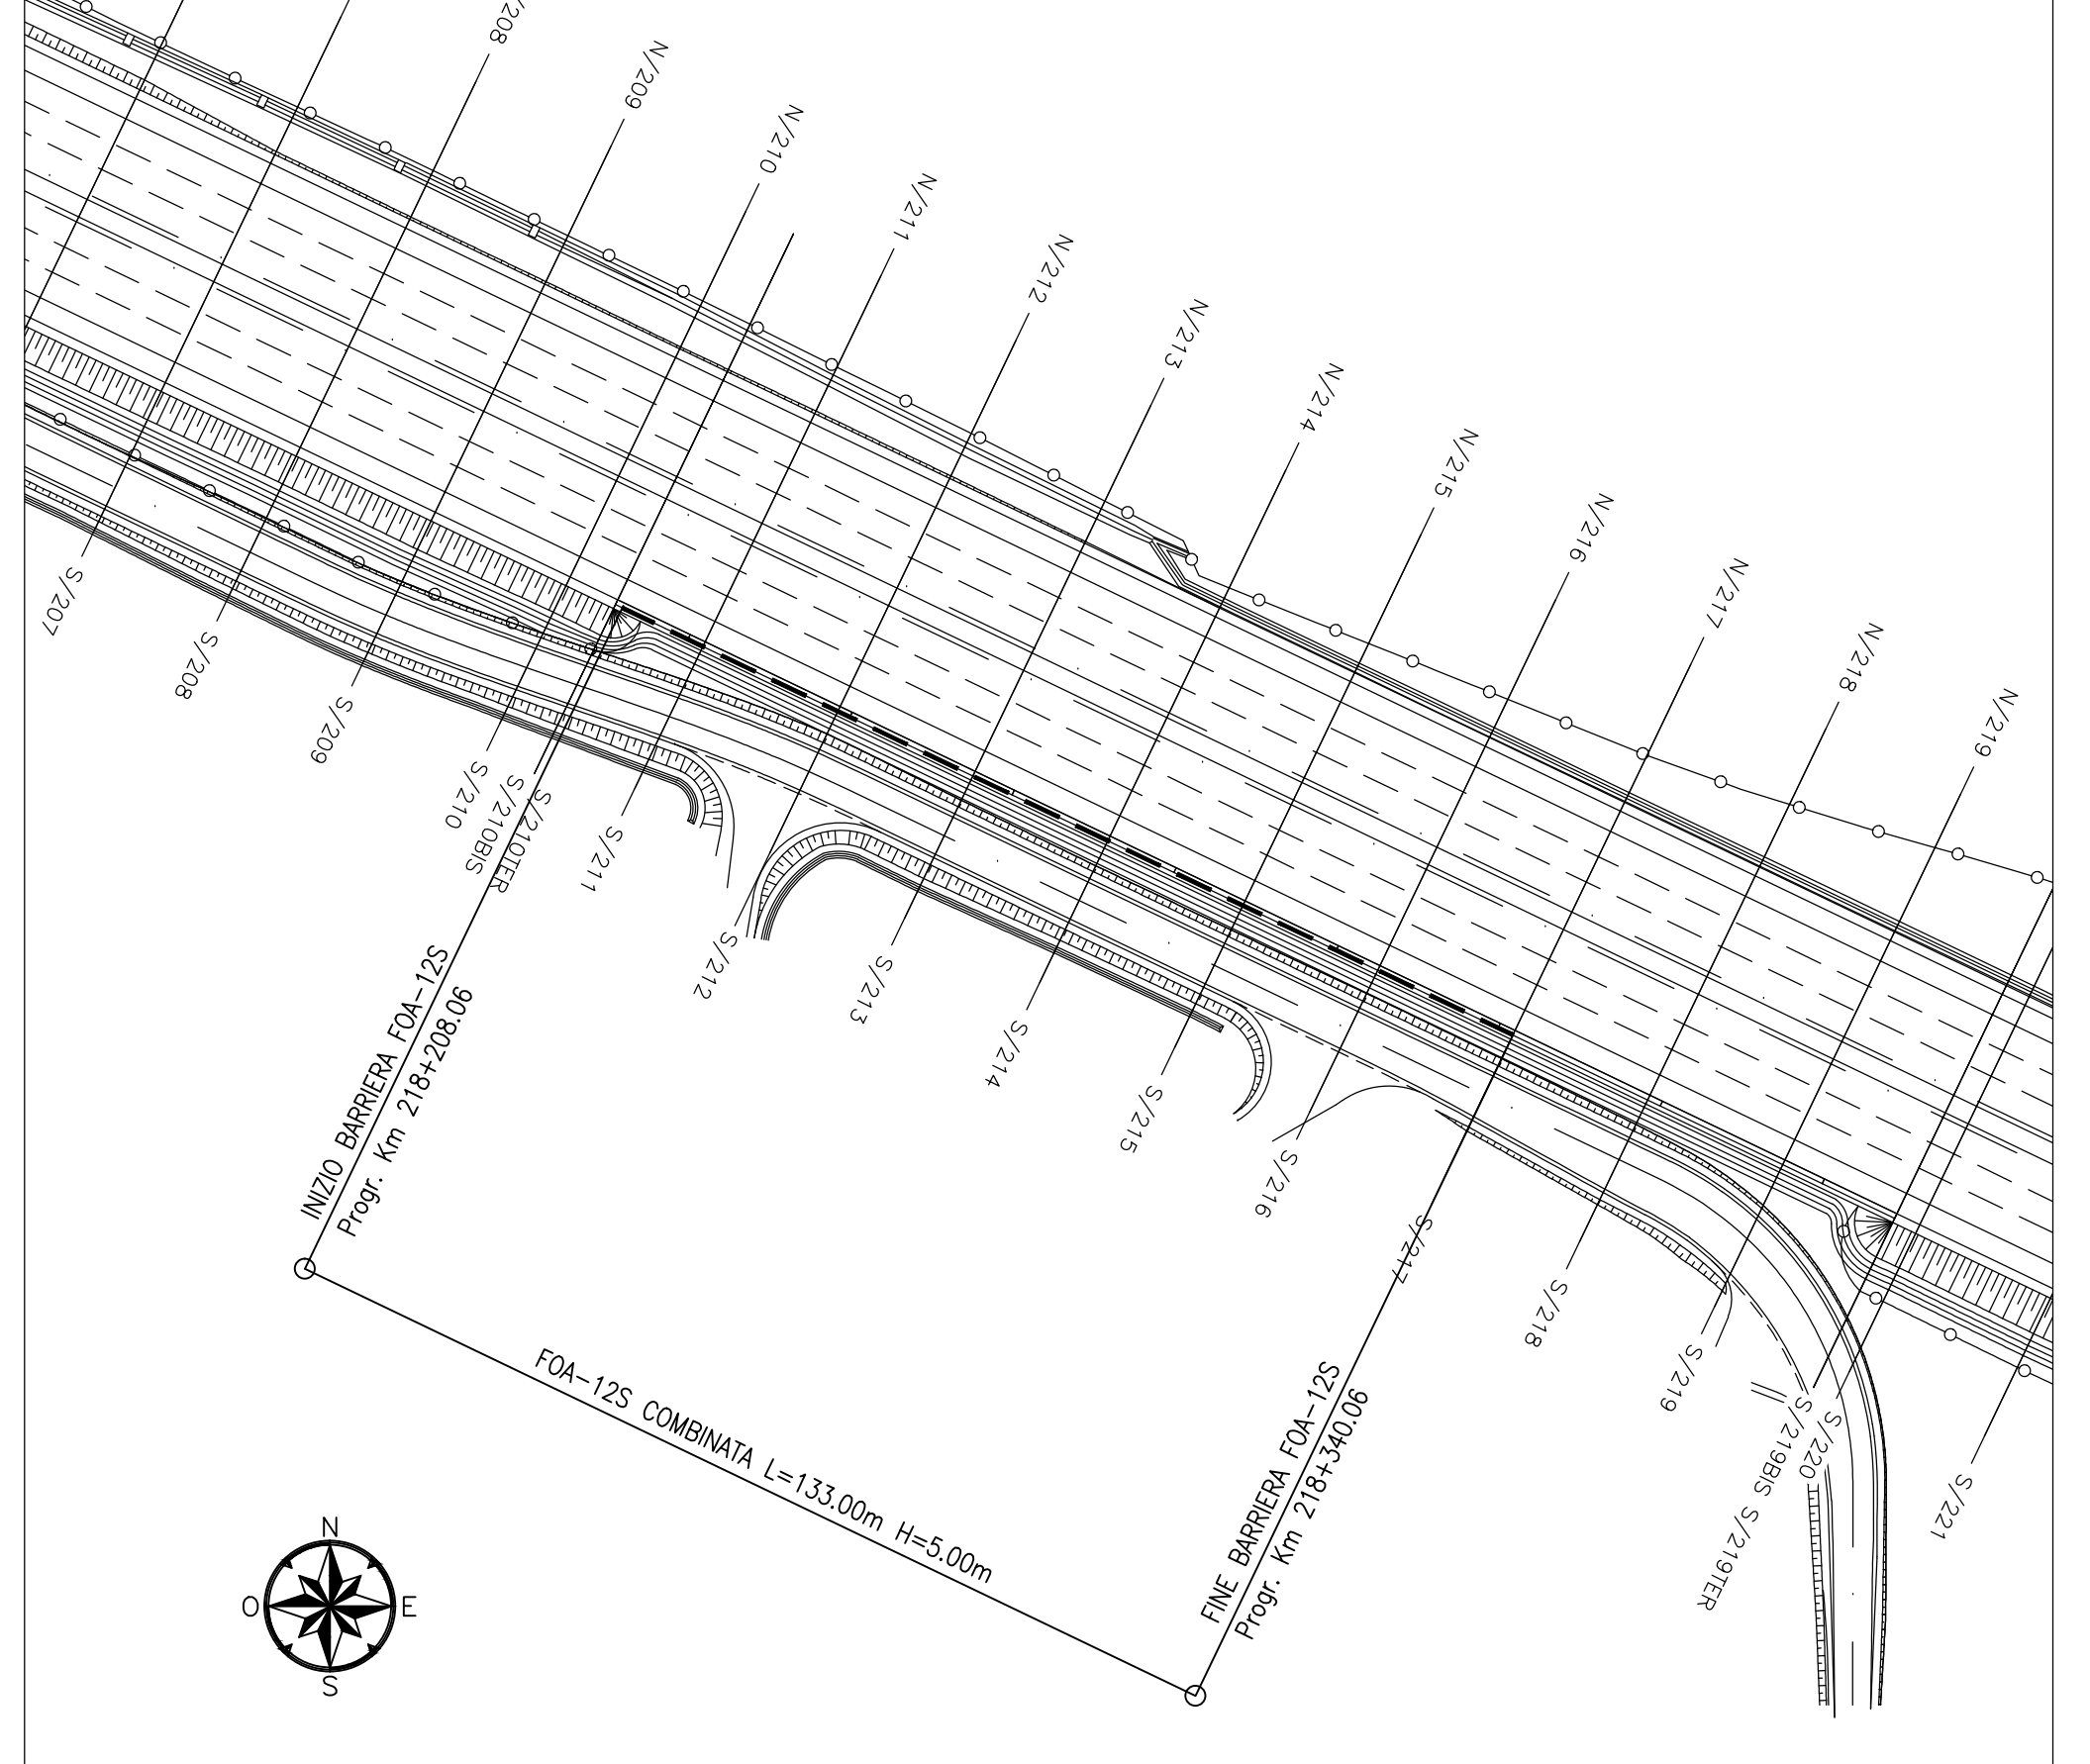 /208
N/209
N/210
N/211
N/212
N/213
N/214
N/215
N/216
N/217
N/218
N/219
S/207
S/208
S/209
S/210
S/210BIS
S/210TER
S/211
S/212
S/213
S/214
S/215
S/216
S/217
S/218
S/219
S/219BIS S/219TER
S/220
S/221
INIZIO BARRIERA FOA-12S
Progr. Km 218+208.06
FOA-12S COMBINATA L=133.00m H=5.00m
FINE BARRIERA FOA-12S
Progr. Km 218+340.06
N
O
E
S